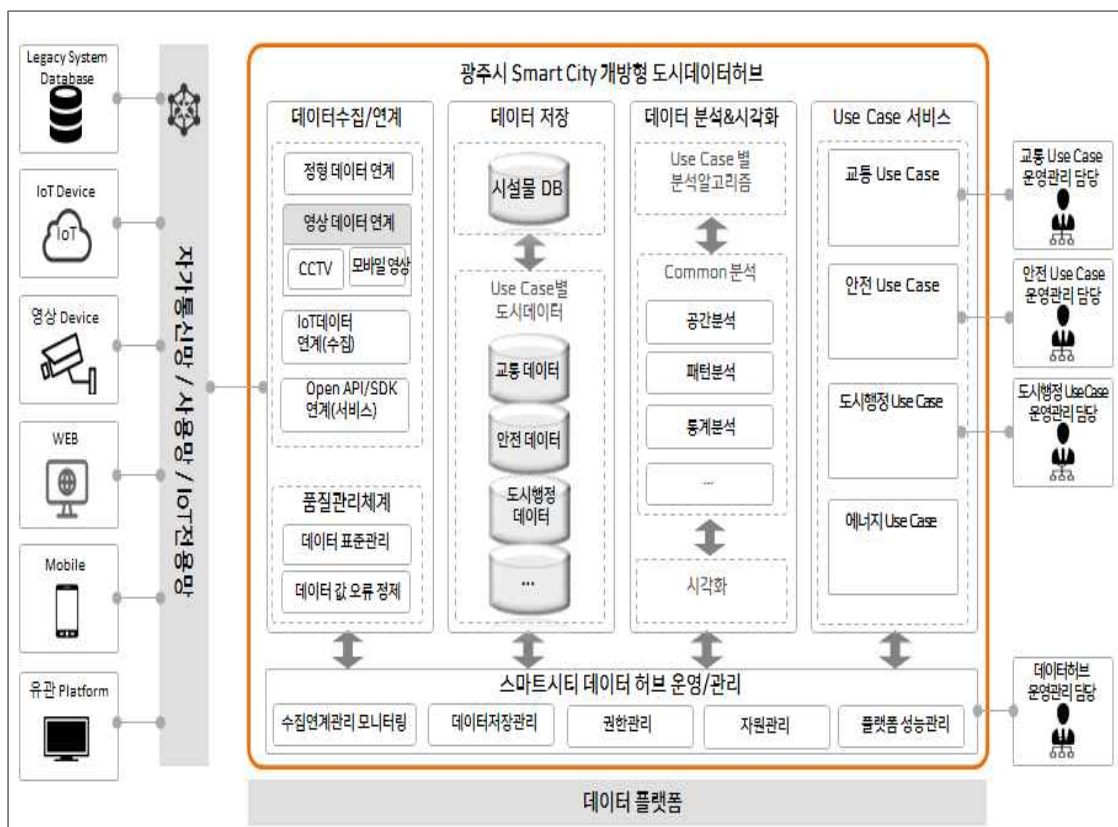 Legacy System
Database
IoT Device
IoT
영상 Device
WEB
Mobile
유관 Platform
자가통신망 / 사용망 / IoT전용망
광주시 Smart City 개방형 도시데이터허브
데이터수집/연계
정형 데이터 연계
영상 데이터 연계
CCTV
모바일 영상
IoT데이터
연계(수집)
Open API/SDK
연계(서비스)
품질관리체계
데이터 표준관리
데이터 값 오류 정제
데이터 저장
시설물 DB
Use Case별
도시데이터
교통 데이터
안전 데이터
도시행정
데이터
...
데이터 분석&시각화
Use Case 별
분석알고리즘
Common 분석
공간분석
패턴분석
통계분석
...
시각화
Use Case 서비스
교통 Use Case
안전 Use Case
도시행정 Use Case
에너지 Use Case
교통 Use Case
운영관리 담당
안전 Use Case
운영관리 담당
도시행정 Use Case
운영관리 담당
데이터허브
운영관리 담당
스마트시티 데이터 허브 운영/관리
수집연계관리 모니터링
데이터저장관리
권한관리
자원관리
플랫폼 성능관리
데이터 플랫폼